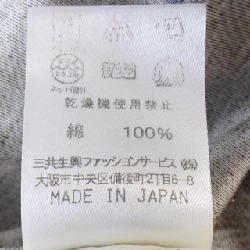 乾燥機使用禁止
綿 100%
三共生興ファッションサービス(株)
大阪市中央区備後町2丁目6-8
MADE IN JAPAN